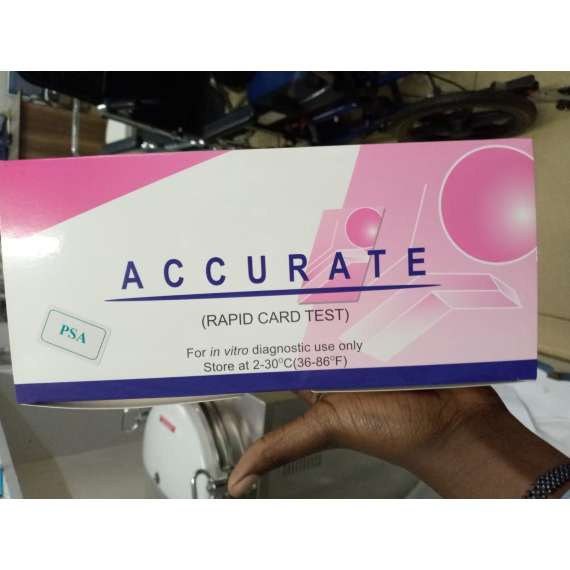 ACCURATE
(RAPID CARD TEST)
PSA
For in vitro diagnostic use only
Store at 2-30°C(36-86°F)